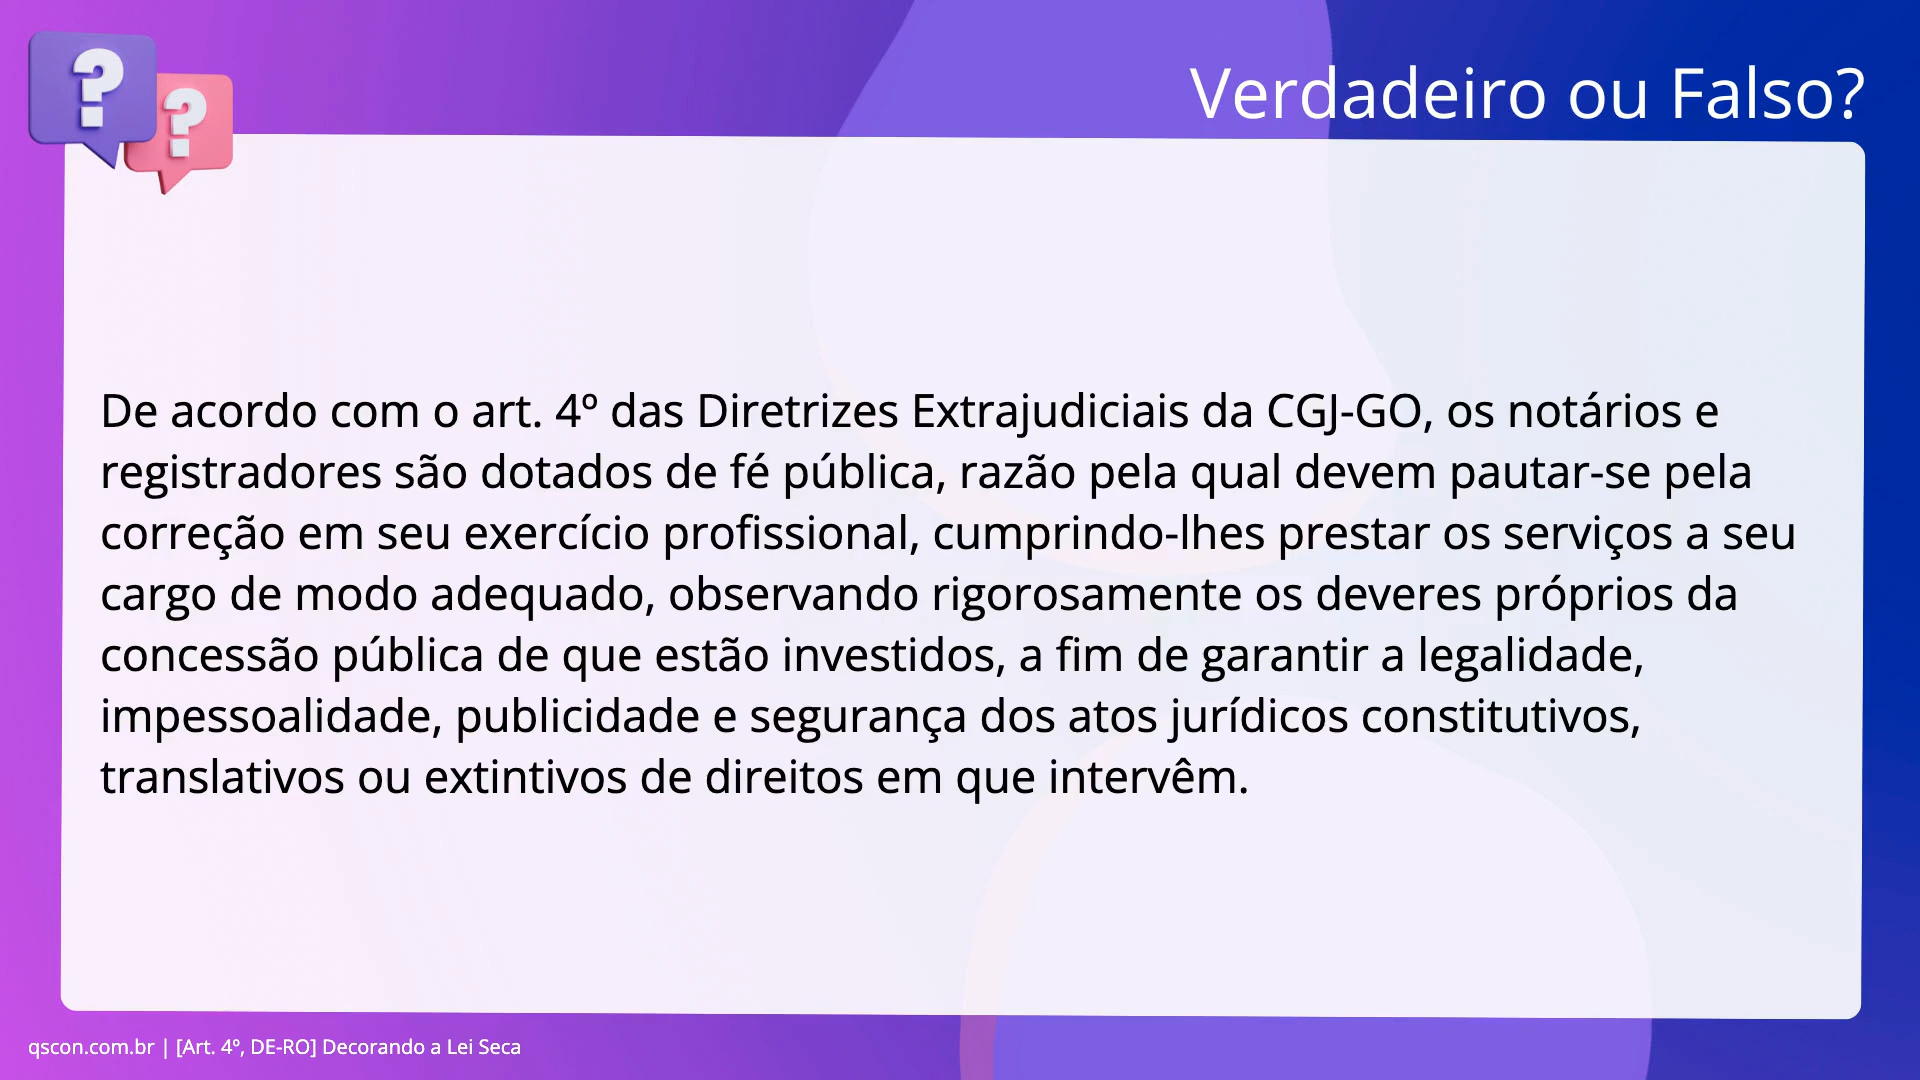 Verdadeiro ou Falso?
De acordo com o art. 4º das Diretrizes Extrajudiciais da CGJ-GO, os notários e
registradores são dotados de fé pública, razão pela qual devem pautar-se pela
correção em seu exercício profissional, cumprindo-lhes prestar os serviços a seu
cargo de modo adequado, observando rigorosamente os deveres próprios da
concessão pública de que estão investidos, a fim de garantir a legalidade,
impessoalidade, publicidade e segurança dos atos jurídicos constitutivos,
translativos ou extintivos de direitos em que intervêm.
qscon.com.br | [Art. 4º, DE-RO] Decorando a Lei Seca